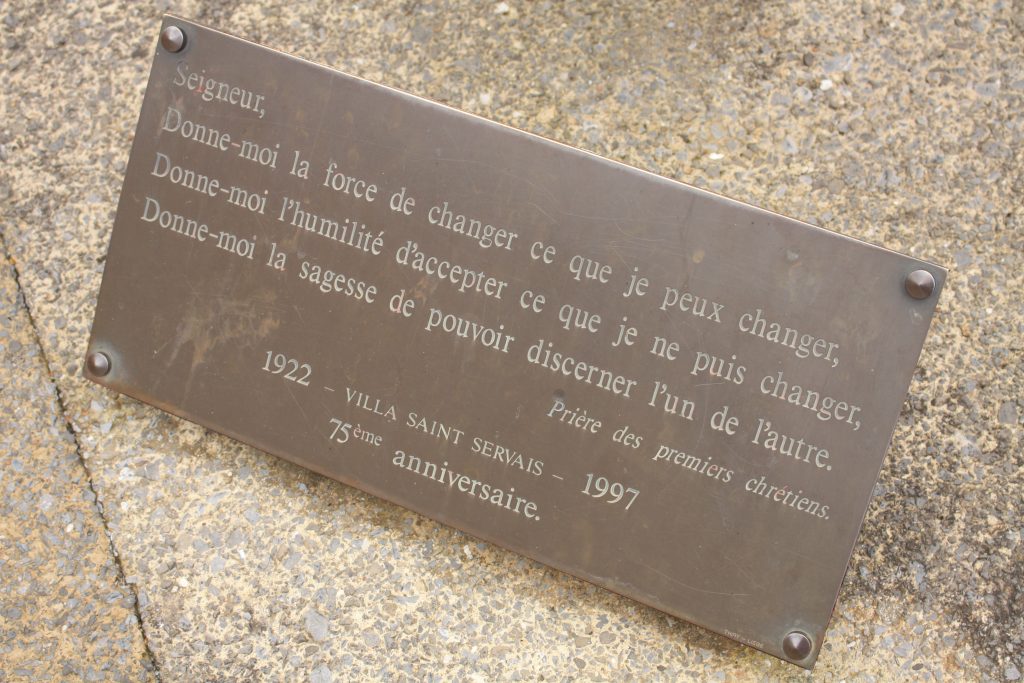 Seigneur,
Donne-moi la force de changer ce que je peux changer,
Donne-moi l'humilité d'accepter ce que je ne puis changer,
Donne-moi la sagesse de pouvoir discerner l'un de l'autre.
Prière des premiers chrétiens.
1922 – VILLA SAINT SERVAIS – 1997
75ème anniversaire.